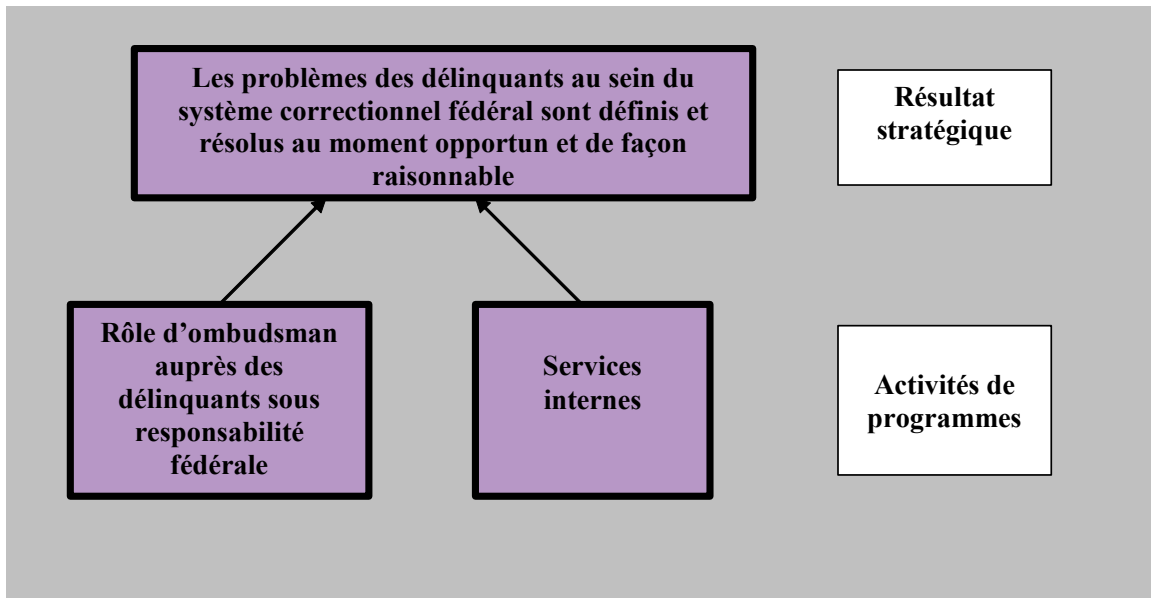 Les problèmes des délinquants au sein du
système correctionnel fédéral sont définis et
résolus au moment opportun et de façon
raisonnable
Résultat
stratégique
Rôle d’ombudsman
auprès des
délinquants sous
responsabilité
fédérale
Services
internes
Activités de
programmes